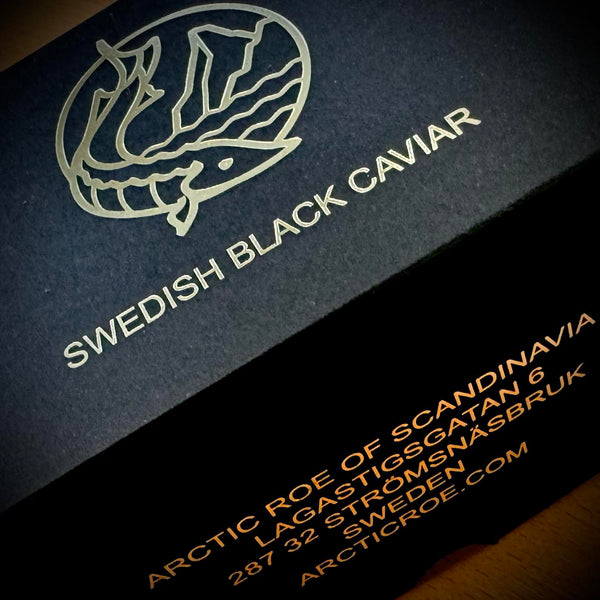 SWEDISH BLACK CAVIAR
ARCTIC ROE OF SCANDINAVIA
LAGASTIGSGATAN 6
287 32 STRÖMSNÄSBRUK
SWEDEN
ARCTICROE.COM